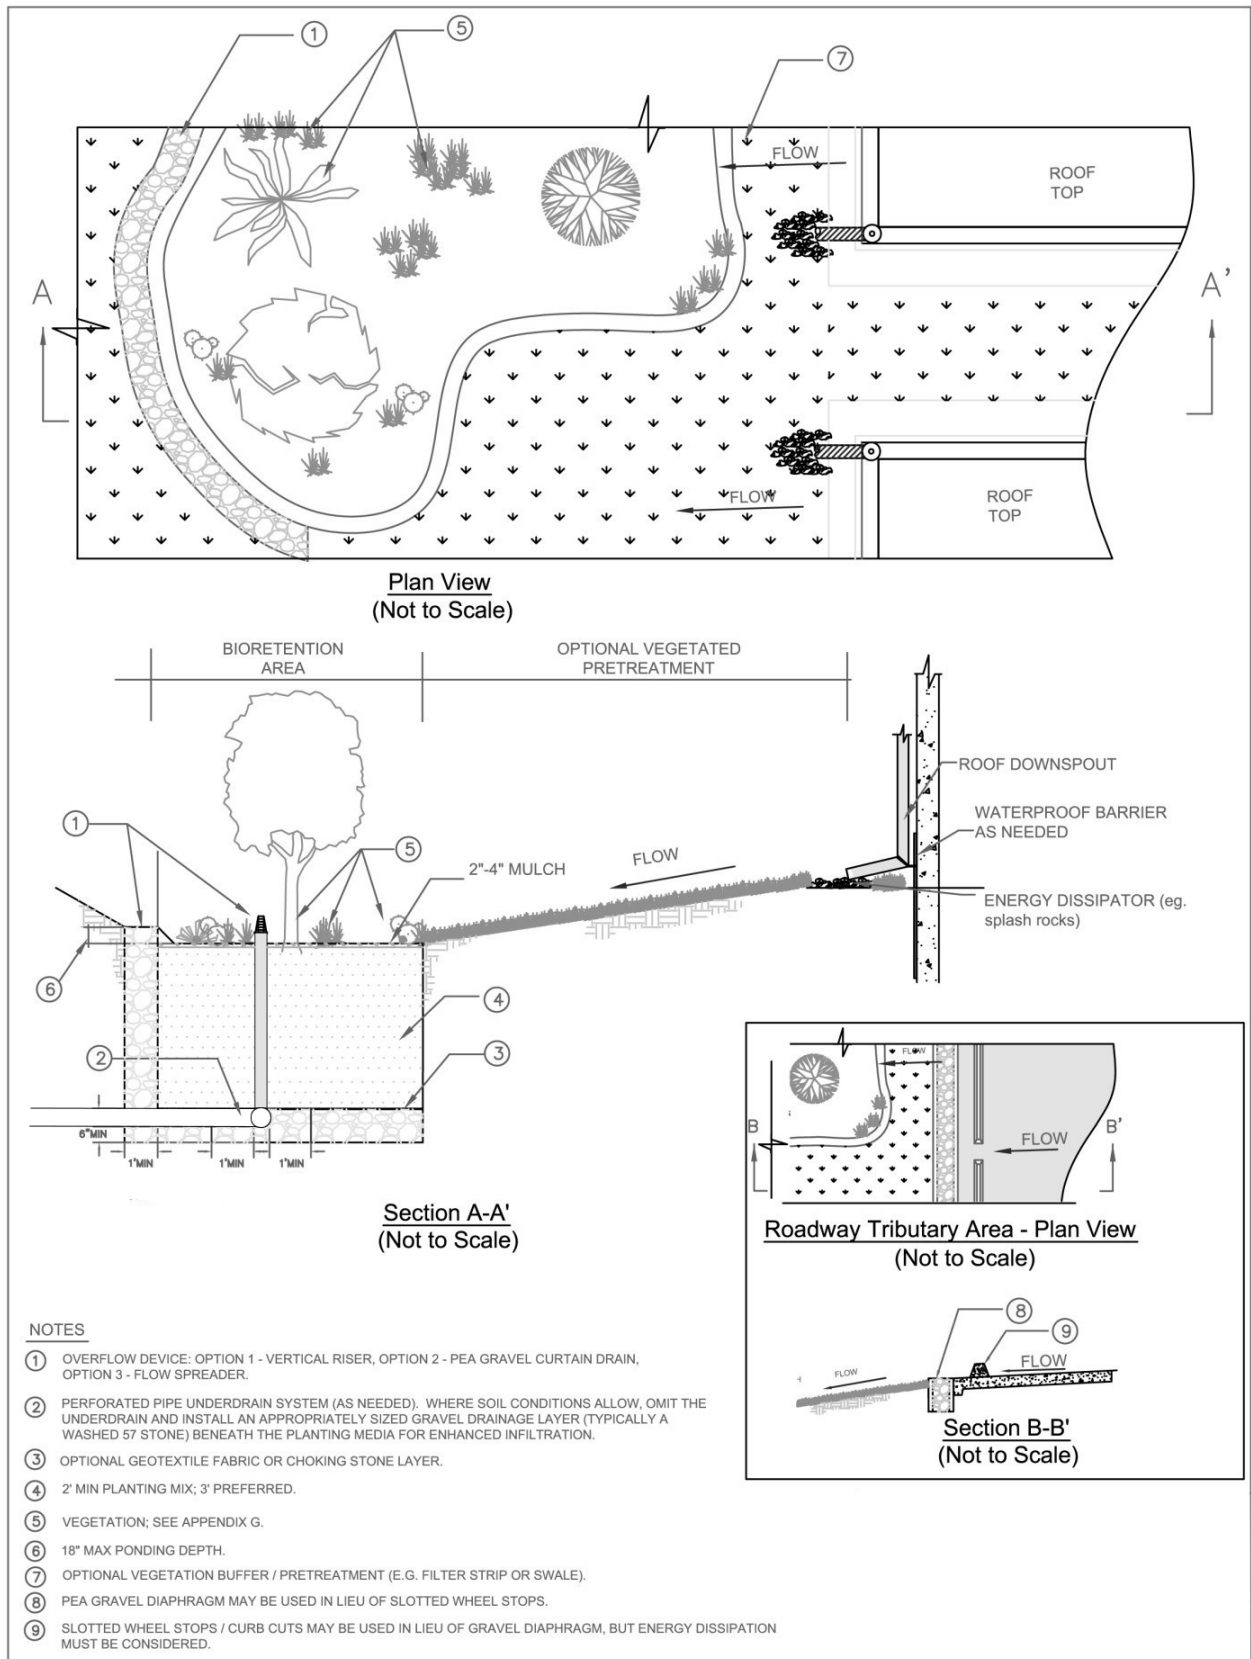 1
5
7
FLOW
ROOF
TOP
A
A'
FLOW
ROOF
TOP
Plan View
(Not to Scale)
BIORETENTION
AREA
OPTIONAL VEGETATED
PRETREATMENT
ROOF DOWNSPOUT
WATERPROOF BARRIER
AS NEEDED
1
5
2"-4" MULCH
FLOW
ENERGY DISSIPATOR (eg.
splash rocks)
6
4
3
2
6"MIN
1'MIN
1'MIN
1'MIN
Section A-A'
(Not to Scale)
FLOW
B
B'
FLOW
Roadway Tributary Area - Plan View
(Not to Scale)
8
9
FLOW
FLOW
Section B-B'
(Not to Scale)
NOTES
1 OVERFLOW DEVICE: OPTION 1 - VERTICAL RISER, OPTION 2 - PEA GRAVEL CURTAIN DRAIN,
OPTION 3 - FLOW SPREADER.
2 PERFORATED PIPE UNDERDRAIN SYSTEM (AS NEEDED). WHERE SOIL CONDITIONS ALLOW, OMIT THE
UNDERDRAIN AND INSTALL AN APPROPRIATELY SIZED GRAVEL DRAINAGE LAYER (TYPICALLY A
WASHED 57 STONE) BENEATH THE PLANTING MEDIA FOR ENHANCED INFILTRATION.
3 OPTIONAL GEOTEXTILE FABRIC OR CHOKING STONE LAYER.
4 2' MIN PLANTING MIX; 3' PREFERRED.
5 VEGETATION; SEE APPENDIX G.
6 18" MAX PONDING DEPTH.
7 OPTIONAL VEGETATION BUFFER / PRETREATMENT (E.G. FILTER STRIP OR SWALE).
8 PEA GRAVEL DIAPHRAGM MAY BE USED IN LIEU OF SLOTTED WHEEL STOPS.
9 SLOTTED WHEEL STOPS / CURB CUTS MAY BE USED IN LIEU OF GRAVEL DIAPHRAGM, BUT ENERGY DISSIPATION
MUST BE CONSIDERED.